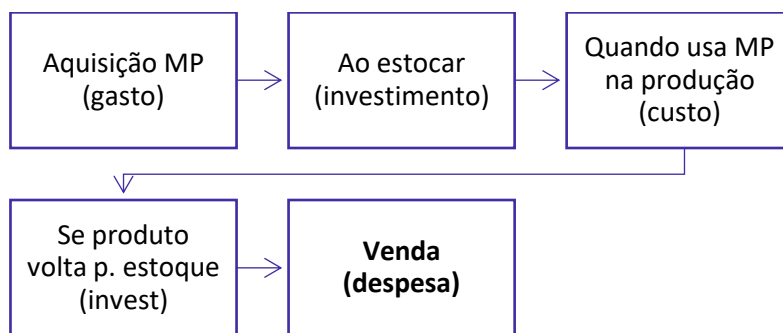 Aquisição MP
(gasto)
Ao estocar
(investimento)
Quando usa MP
na produção
(custo)
Se produto
volta p. estoque
(invest)
Venda
(despesa)